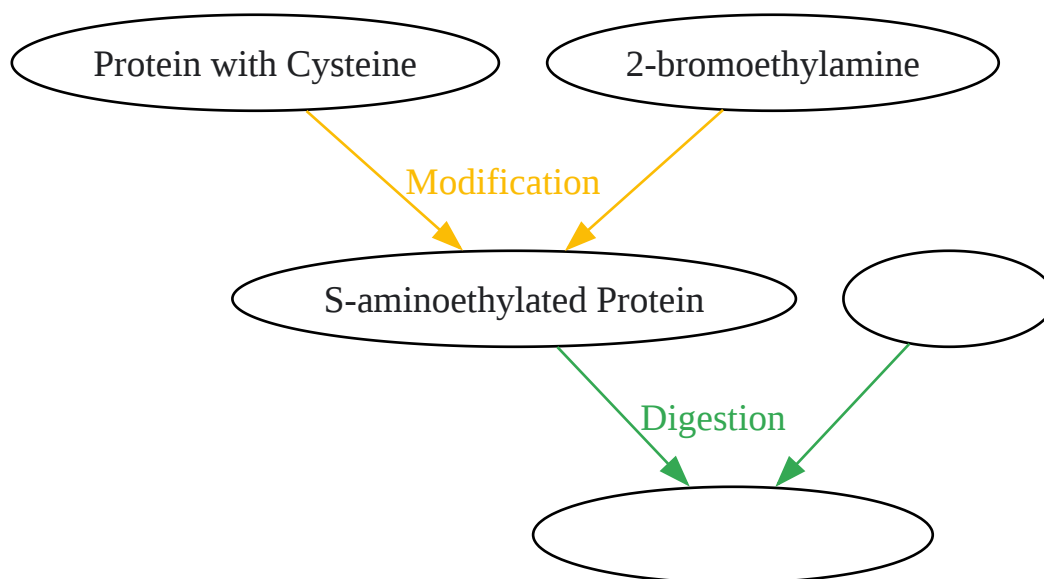 Protein with Cysteine
2-bromoethylamine
Modification
S-aminoethylated Protein
Digestion